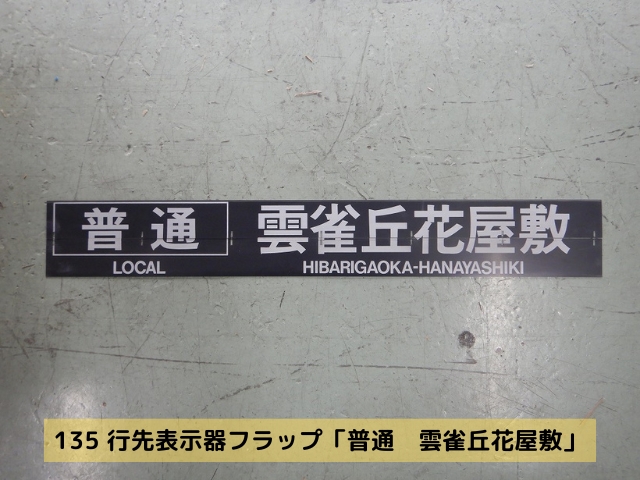 普通 雲雀丘花屋敷
LOCAL HIBARIGAOKA-HANAYASHIKI
135 行先表示器フラップ「普通　雲雀丘花屋敷」